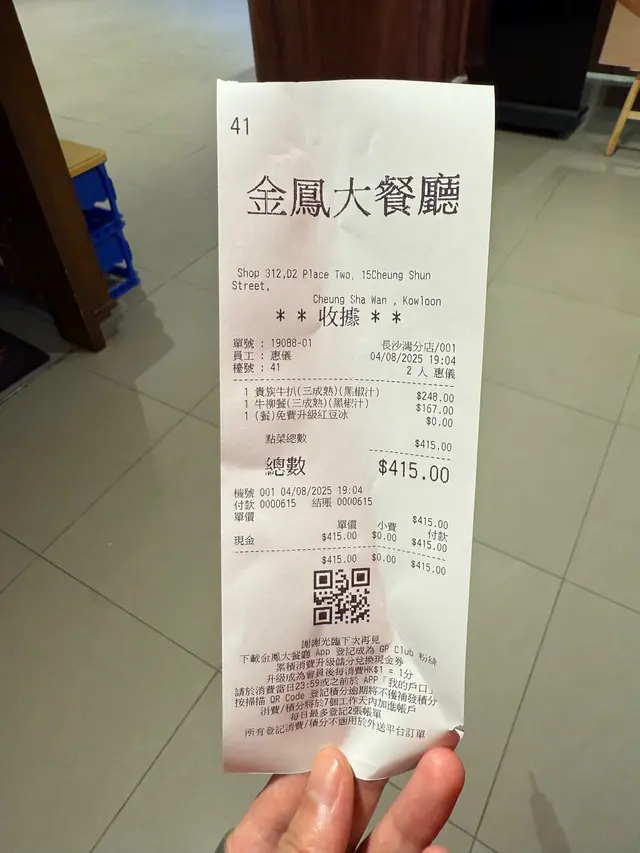 41
金鳳大餐廳
Shop 312,D2 Place Two, 15Cheung Shun
Street,
Cheung Sha Wan , Kowloon
* * 收據 * *
單號 : 19088-01 長沙灣分店/001
員工 : 惠儀 04/08/2025 19:04
檯號 : 41 2 人 惠儀
1 貴族牛扒(三成熟)(黑椒汁) $248.00
1 牛柳餐(三成熟)(黑椒汁) $167.00
1 (餐)免費升級紅豆冰 $0.00
點菜總數 $415.00
總數 $415.00
機號 001 04/08/2025 19:04
付款 0000615 結賬 0000615
單價 $415.00
單價 小費 付款
現金 $415.00 $0.00 $415.00
$415.00 $0.00 $415.00
謝謝光臨下次再見
下載金鳳大餐廳 App 登記成為 GP Club 粉絲
累積消費升級儲分兌換現金券
升級成為會員後每消費HK$1 = 1分
請於消費當日23:59或之前於 APP「我的戶口」
按掃描 QR Code 登記積分逾期將不獲補發積分
消費/積分將於7個工作天內加進帳戶
每日最多登記2張帳單
所有登記消費/積分不適用於外送平台訂單